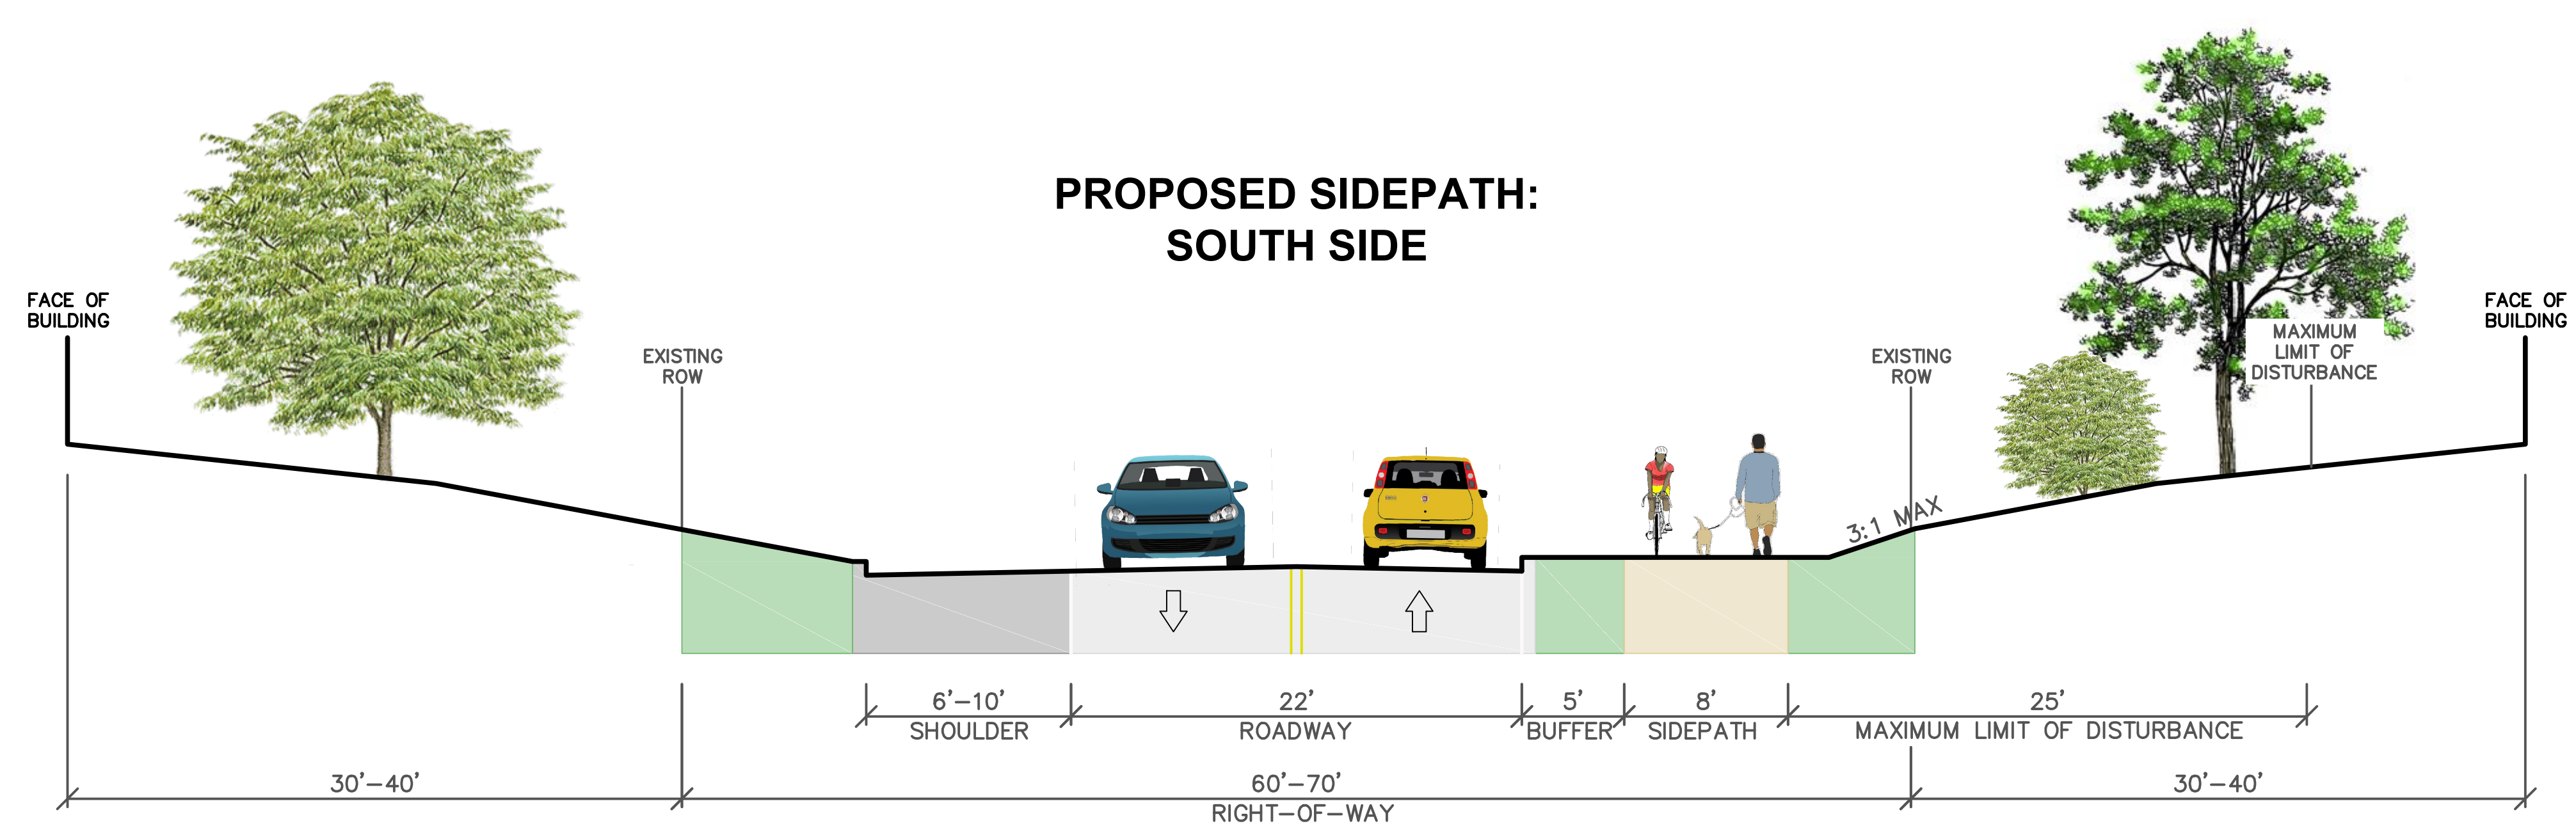 PROPOSED SIDEPATH:
SOUTH SIDE
FACE OF
BUILDING
EXISTING
ROW
EXISTING
ROW
MAXIMUM
LIMIT OF
DISTURBANCE
FACE OF
BUILDING
3:1 MAX
6'-10'
SHOULDER
22'
ROADWAY
5'
BUFFER
8'
SIDEPATH
25'
MAXIMUM LIMIT OF DISTURBANCE
30'-40'
60'-70'
RIGHT-OF-WAY
30'-40'